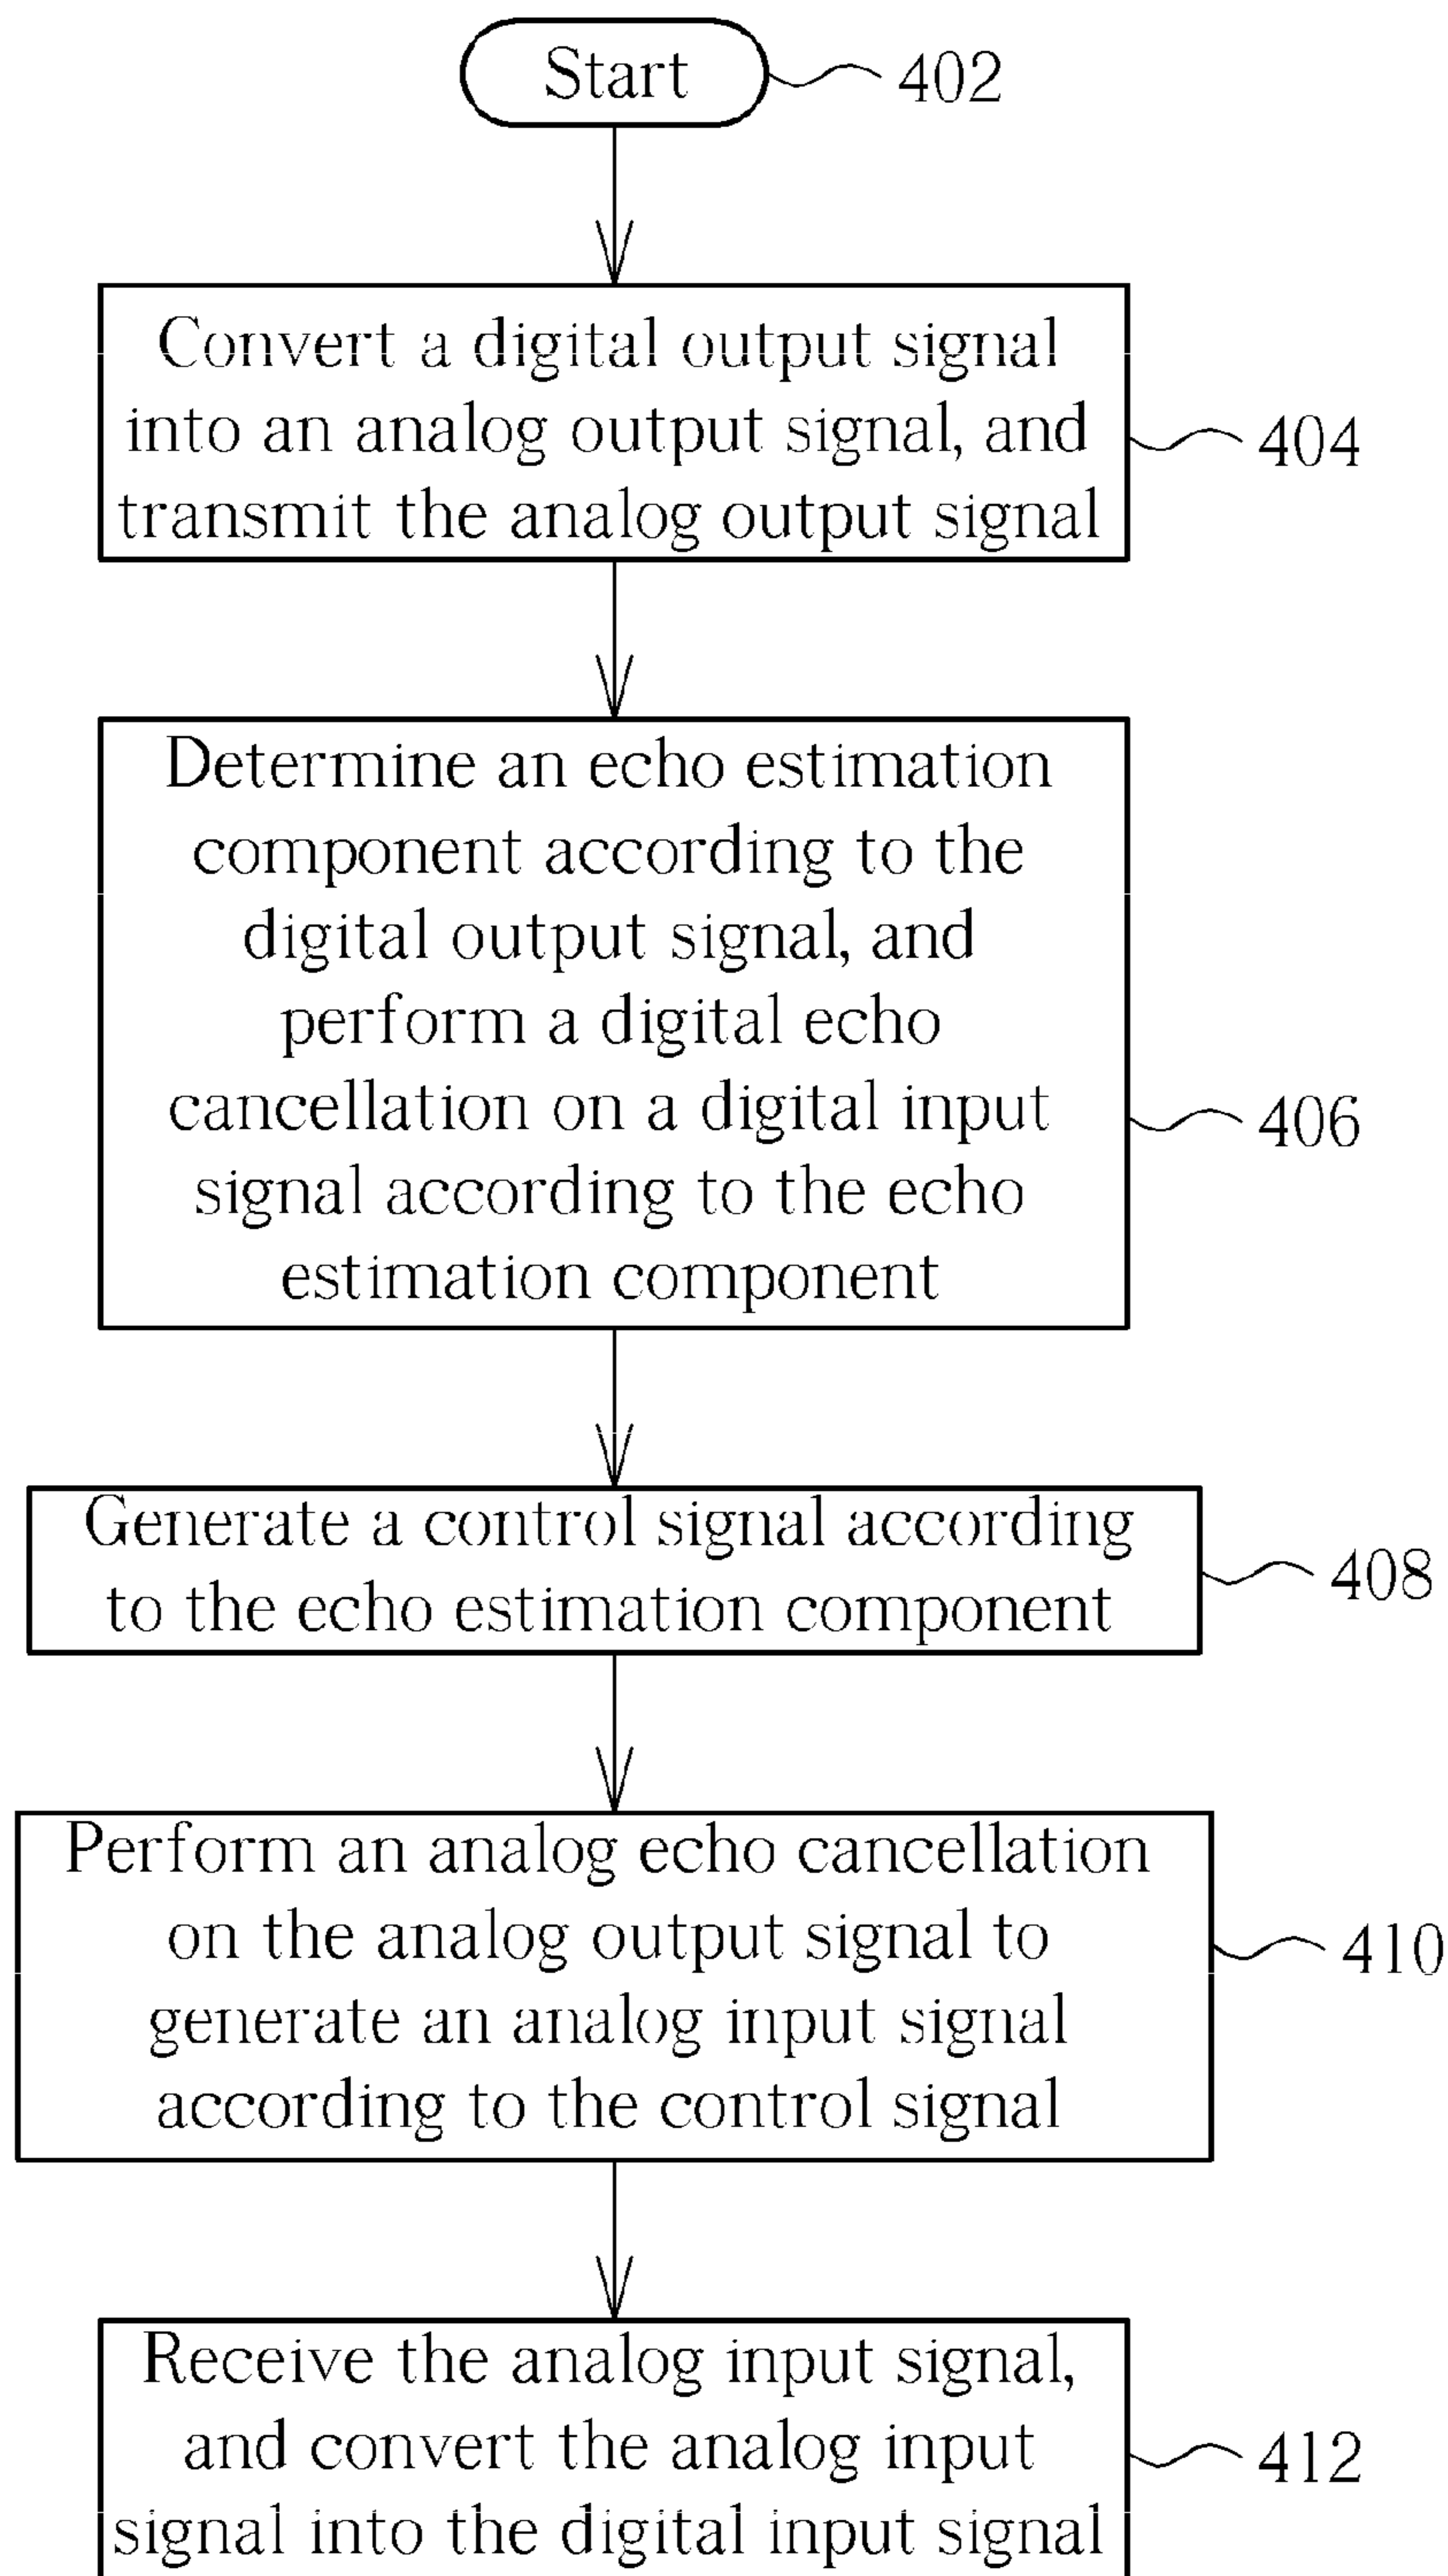 Start
402
Convert a digital output signal
into an analog output signal, and
transmit the analog output signal
404
Determine an echo estimation
component according to the
digital output signal, and
perform a digital echo
cancellation on a digital input
signal according to the echo
estimation component
406
Generate a control signal according
to the echo estimation component
408
Perform an analog echo cancellation
on the analog output signal to
generate an analog input signal
according to the control signal
410
Receive the analog input signal,
and convert the analog input
signal into the digital input signal
412